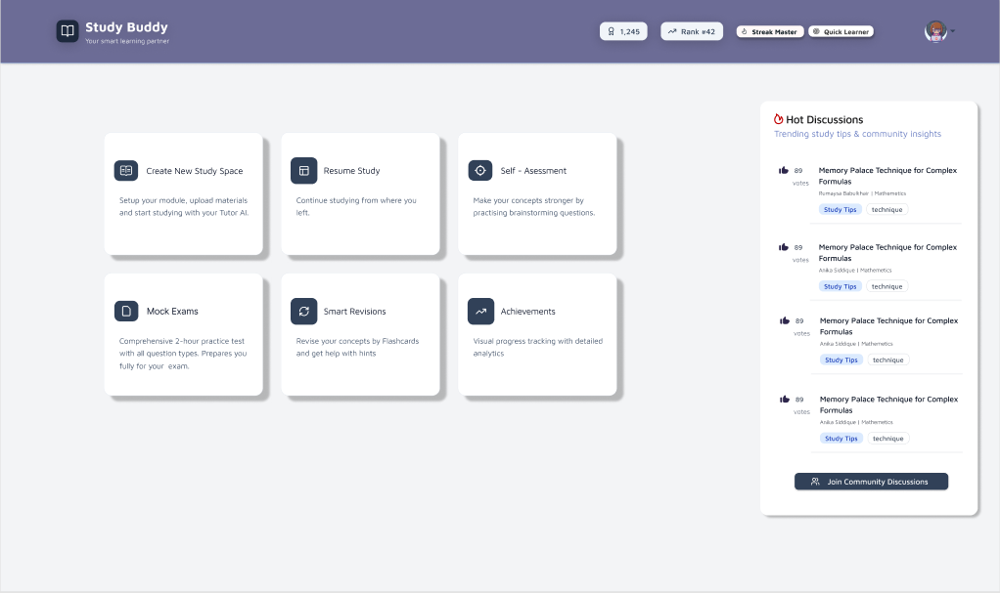 Study Buddy
Your smart learning partner
1,245
Rank #42
Streak Master
Quick Learner
Create New Study Space
Setup your module, upload materials
and start studying with your Tutor AI.
Resume Study
Continue studying from where you
left.
Self - Asessment
Make your concepts stronger by
practising brainstorming questions.
Mock Exams
Comprehensive 2-hour practice test
with all question types. Prepares you
fully for your exam.
Smart Revisions
Revise your concepts by Flashcards
and get help with hints
Achievements
Visual progress tracking with detailed
analytics.
Hot Discussions
Trending study tips & community insights
89
votes
Memory Palace Technique for Complex
Formulas
Rumaysa Babulkhair | Mathemetics
Study Tips
technique
89
votes
Memory Palace Technique for Complex
Formulas
Anika Siddique | Mathemetics
Study Tips
technique
89
votes
Memory Palace Technique for Complex
Formulas
Anika Siddique | Mathemetics
Study Tips
technique
89
votes
Memory Palace Technique for Complex
Formulas
Anika Siddique | Mathemetics
Study Tips
technique
Join Community Discussions